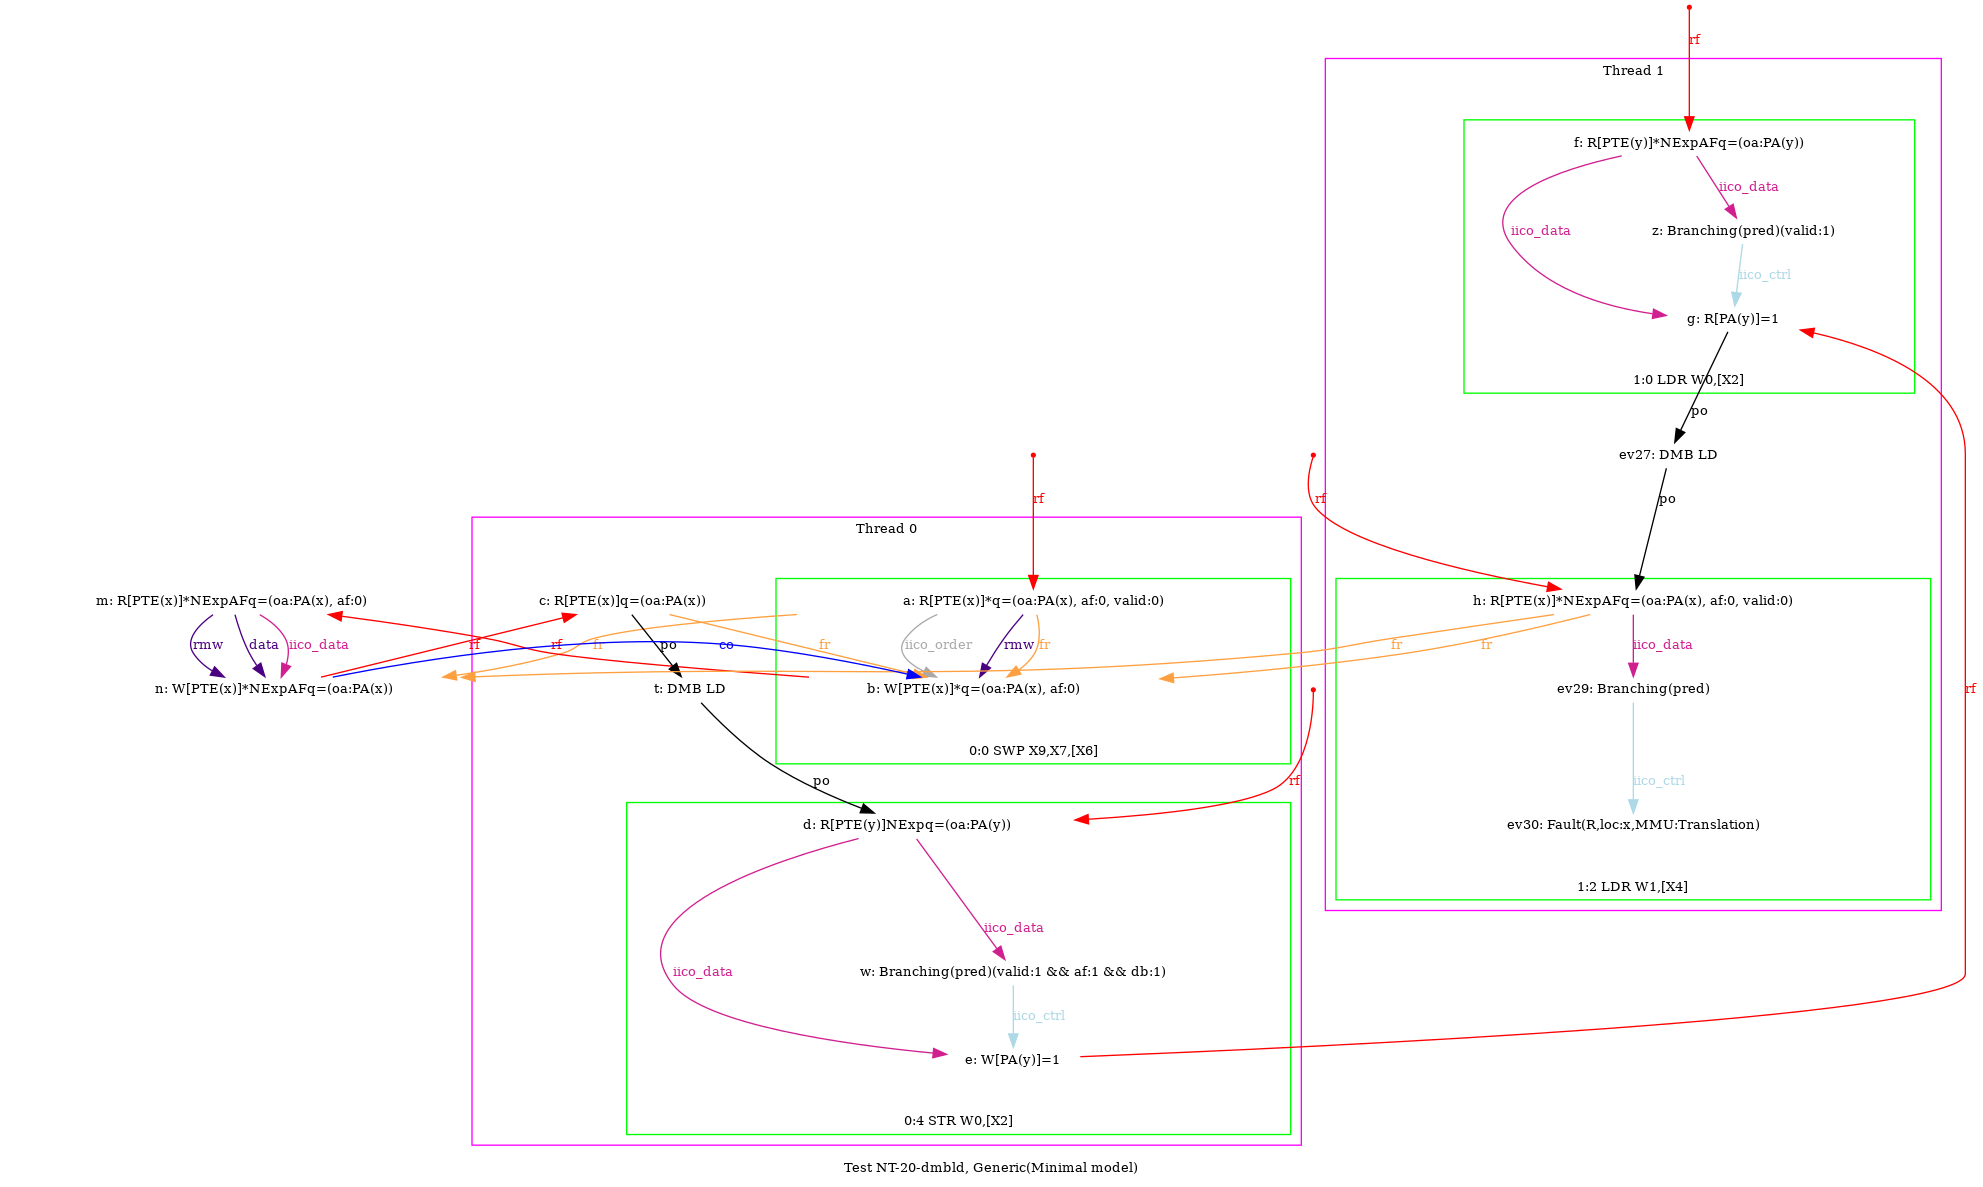 rf
Thread 1
f: R[PTE(y)]*NExpAFq=(oa:PA(y))
iico_data
z: Branching(pred)(valid:1)
iico_data
iico_ctrl
g: R[PA(y)]=1
1:0 LDR W0,[X2]
po
ev27: DMB LD
rf
rf
po
Thread 0
m: R[PTE(x)]*NExpAFq=(oa:PA(x), af:0)
c: R[PTE(x)]q=(oa:PA(x))
a: R[PTE(x)]*q=(oa:PA(x), af:0, valid:0)
h: R[PTE(x)]*NExpAFq=(oa:PA(x), af:0, valid:0)
rmw
data
iico_data
rf
rf
fr
po
co
fr
iico_order
rmw
fr
fr
fr
iico_data
n: W[PTE(x)]*NExpAFq=(oa:PA(x))
t: DMB LD
b: W[PTE(x)]*q=(oa:PA(x), af:0)
ev29: Branching(pred)
rf
0:0 SWP X9,X7,[X6]
po
rf
iico_ctrl
d: R[PTE(y)]NExpq=(oa:PA(y))
ev30: Fault(R,loc:x,MMU:Translation)
1:2 LDR W1,[X4]
iico_data
iico_data
w: Branching(pred)(valid:1 && af:1 && db:1)
iico_ctrl
e: W[PA(y)]=1
0:4 STR W0,[X2]
Test NT-20-dmbld, Generic(Minimal model)